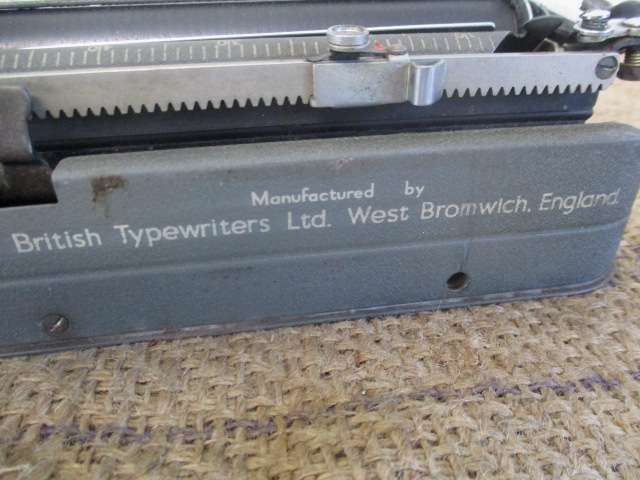 Manufactured by
British Typewriters Ltd. West Bromwich, England.